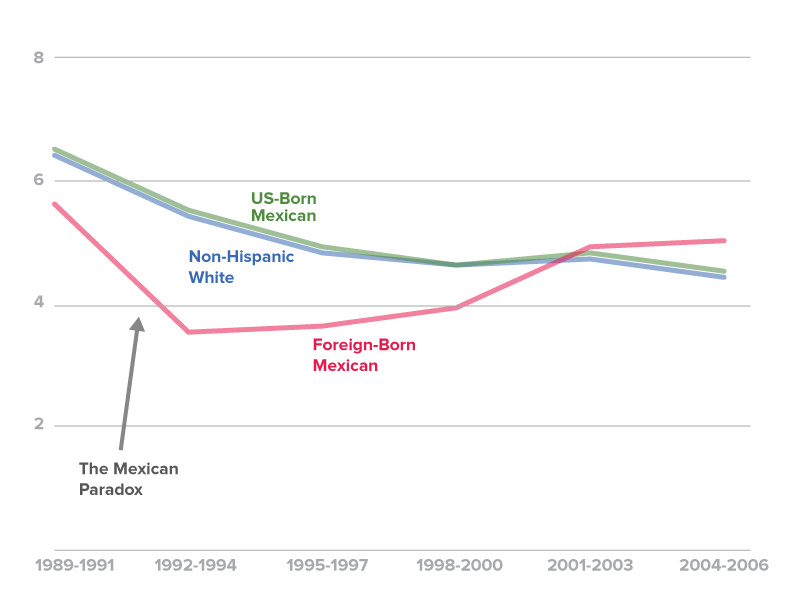 8
6
US-Born
Mexican
Non-Hispanic
White
4
Foreign-Born
Mexican
2
The Mexican
Paradox
1989-1991 1992-1994 1995-1997 1998-2000 2001-2003 2004-2006